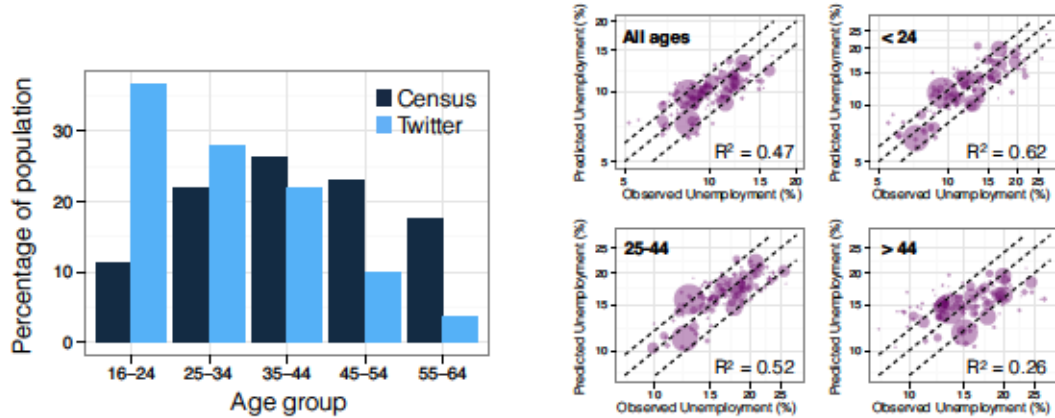 Percentage of population
30
20
10
0
Census
Twitter
16–24 25–34 35–44 45–54 55–64
Age group
Predicted Unemployment (%)
20
15
10
5
All ages
R² = 0.47
5 10 15 20
Observed Unemployment (%)
Predicted Unemployment (%)
25
20
15
10
5
< 24
R² = 0.62
5 10 15 20 25
Observed Unemployment (%)
Predicted Unemployment (%)
25
20
15
10
25–44
R² = 0.52
10 15 20 25
Observed Unemployment (%)
Predicted Unemployment (%)
25
20
15
10
> 44
R² = 0.26
10 15 20 25
Observed Unemployment (%)